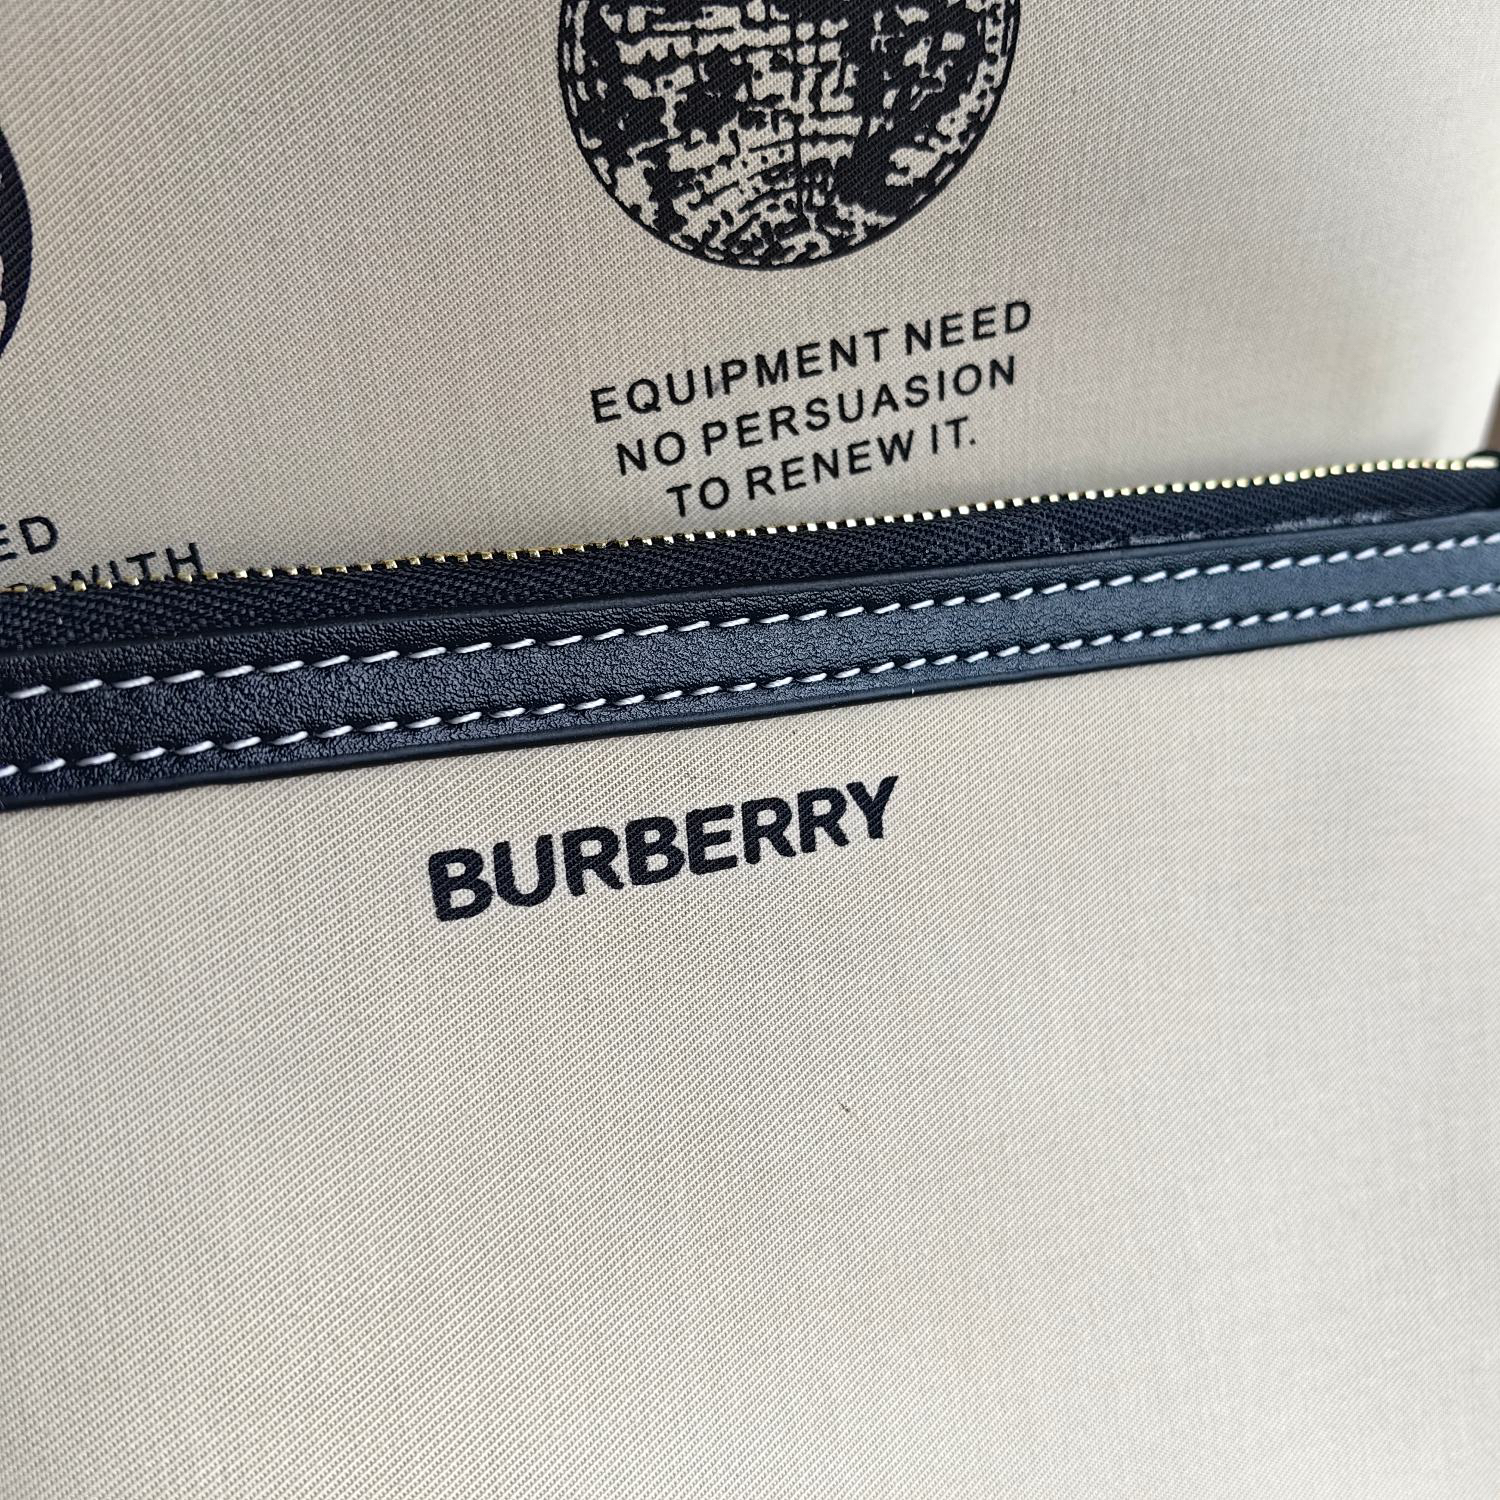 EQUIPMENT NEED
NO PERSUASION
TO RENEW IT.
ED
WITH
BURBERRY